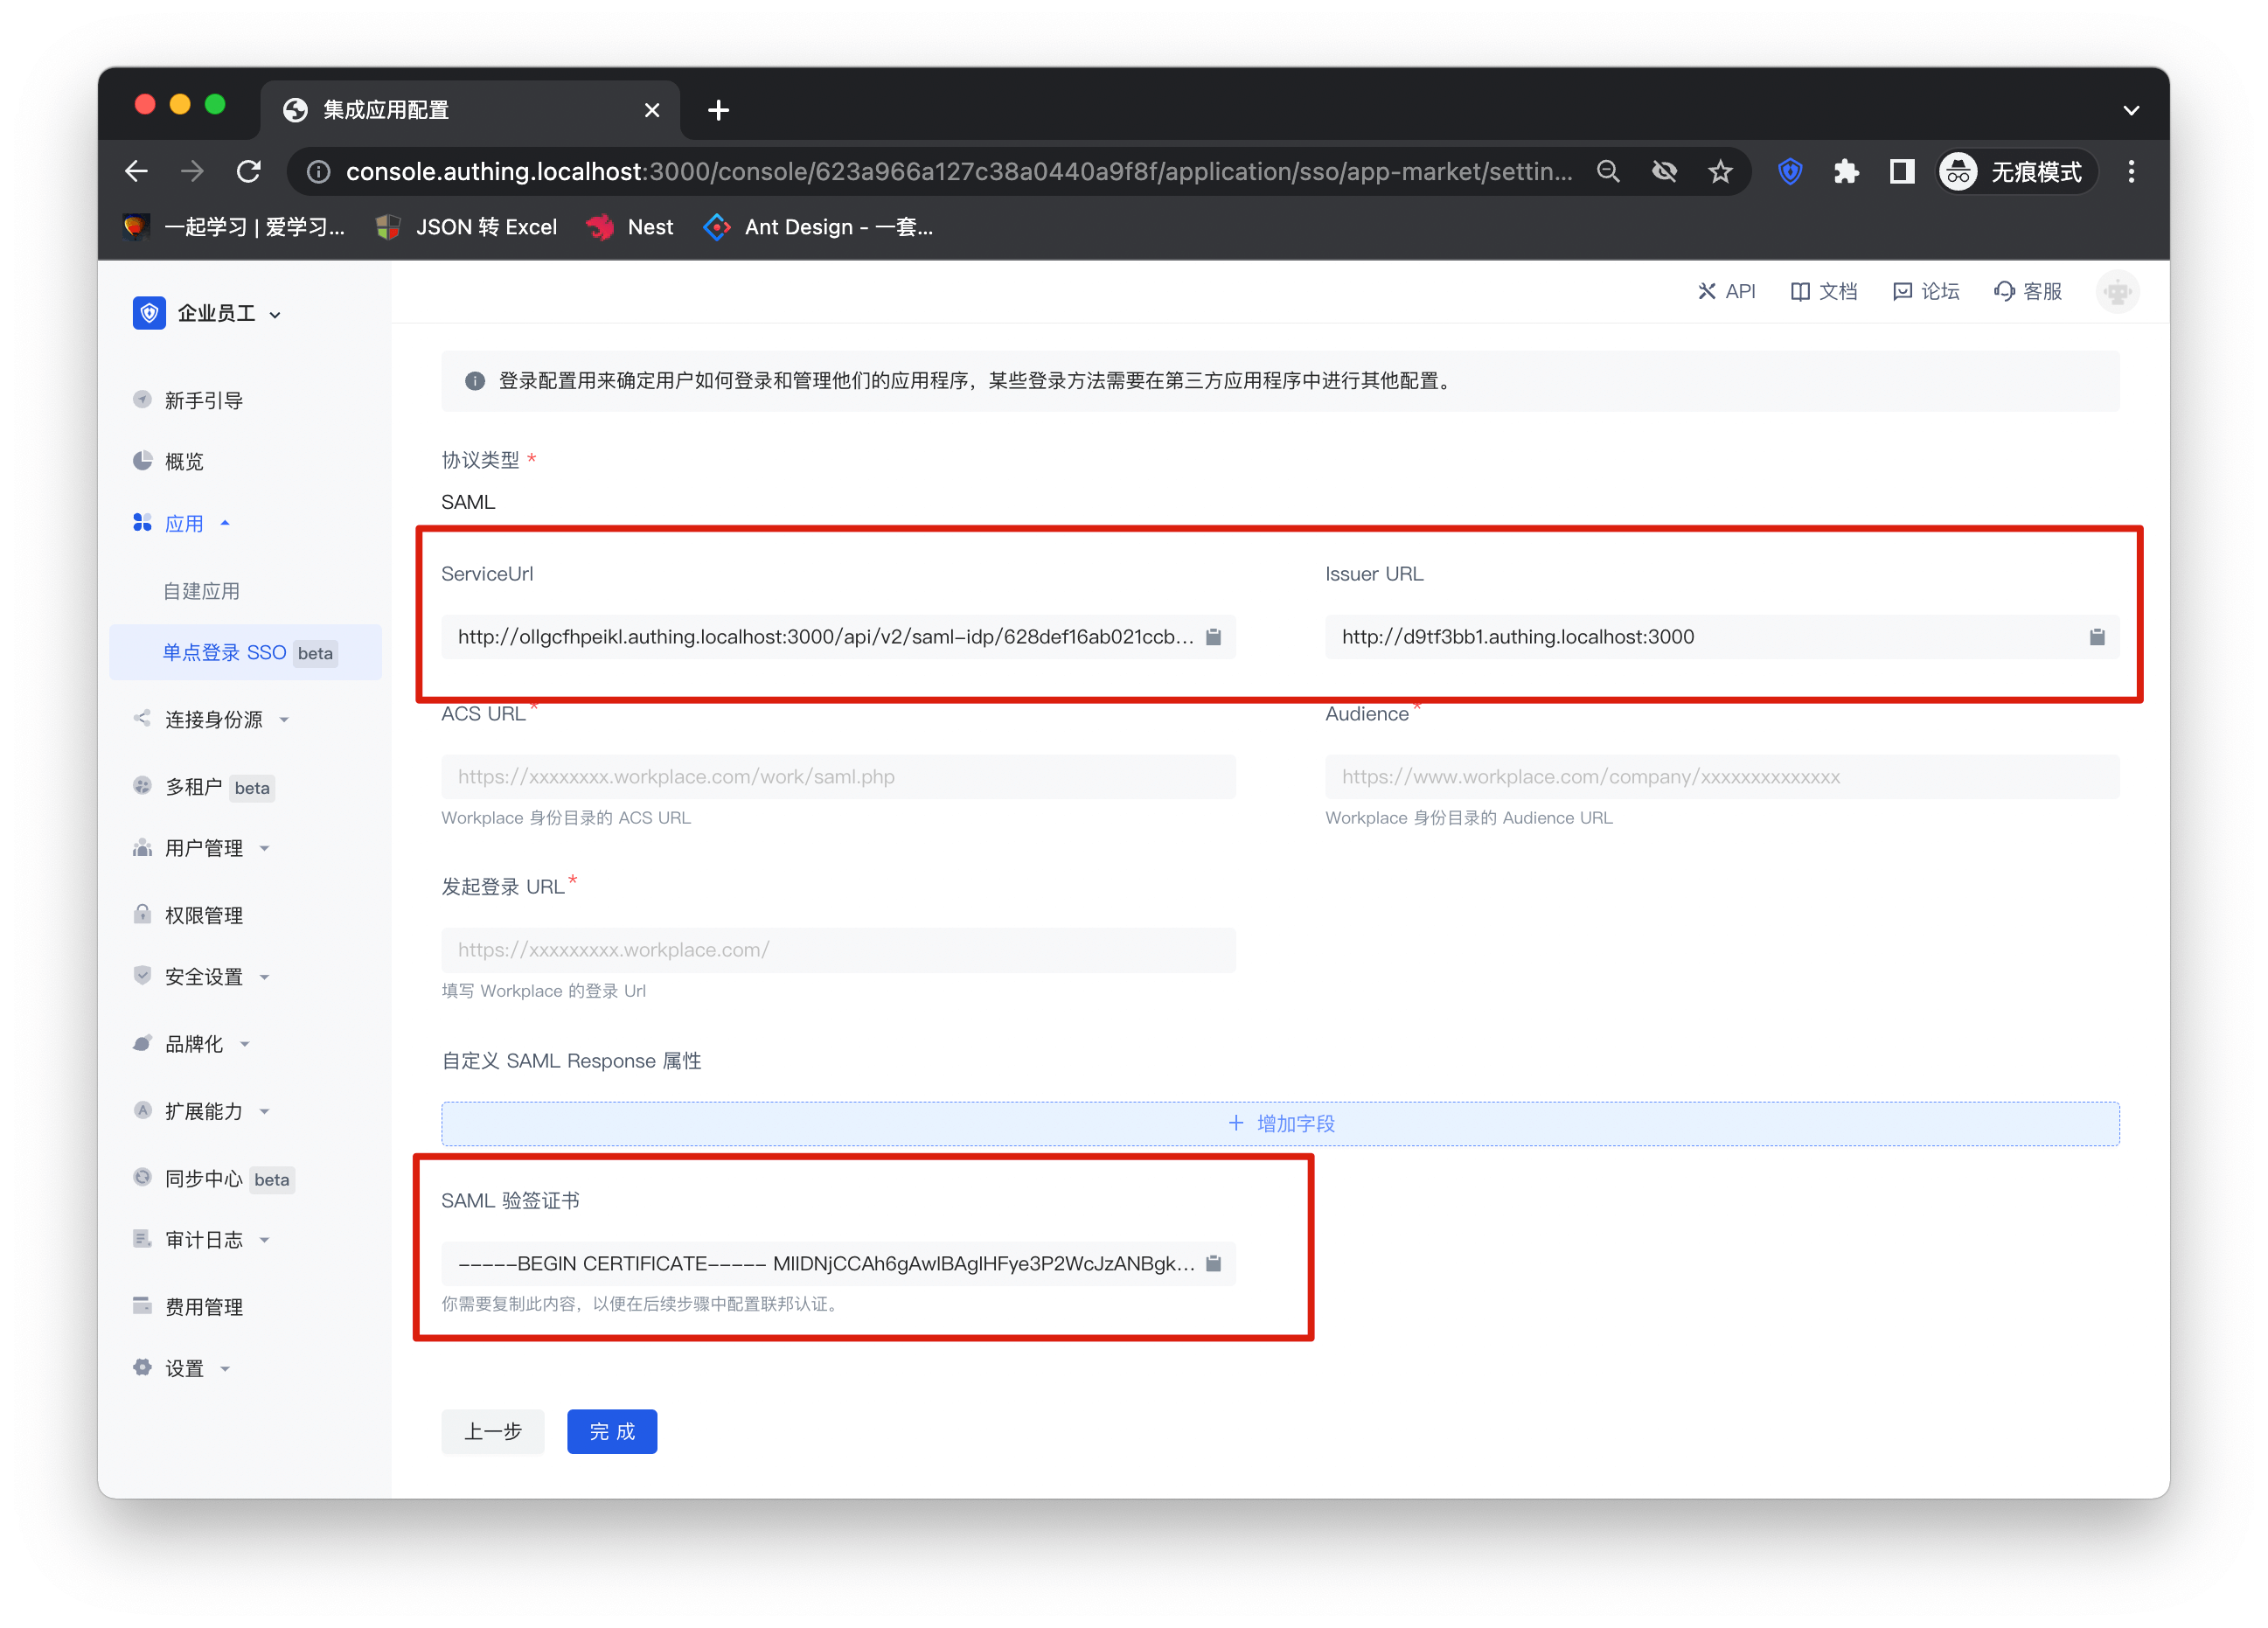 集成应用配置
console.authing.localhost:3000/console/623a966a127c38a0440a9f8f/application/sso/app-market/settin...
无痕模式
一起学习 | 爱学习...
JSON 转 Excel
Nest
Ant Design - 一套...
企业员工
API
文档
论坛
客服
新手引导
概览
应用
自建应用
单点登录 SSO beta
连接身份源
多租户 beta
用户管理
权限管理
安全设置
品牌化
扩展能力
同步中心 beta
审计日志
费用管理
设置
登录配置用来确定用户如何登录和管理他们的应用程序，某些登录方法需要在第三方应用程序中进行其他配置。
协议类型 *
SAML
ServiceUrl
http://ollgcfhpeikl.authing.localhost:3000/api/v2/saml-idp/628def16ab021ccb...
Issuer URL
http://d9tf3bb1.authing.localhost:3000
ACS URL *
https://xxxxxxxx.workplace.com/work/saml.php
Workplace 身份目录的 ACS URL
Audience *
https://www.workplace.com/company/xxxxxxxxxxxxxx
Workplace 身份目录的 Audience URL
发起登录 URL *
https://xxxxxxxxx.workplace.com/
填写 Workplace 的登录 Url
自定义 SAML Response 属性
+ 增加字段
SAML 验签证书
-----BEGIN CERTIFICATE----- MIIDNjCCAh6gAwIBAgIHFye3P2WcJzANBgk...
你需要复制此内容，以便在后续步骤中配置联邦认证。
上一步
完 成